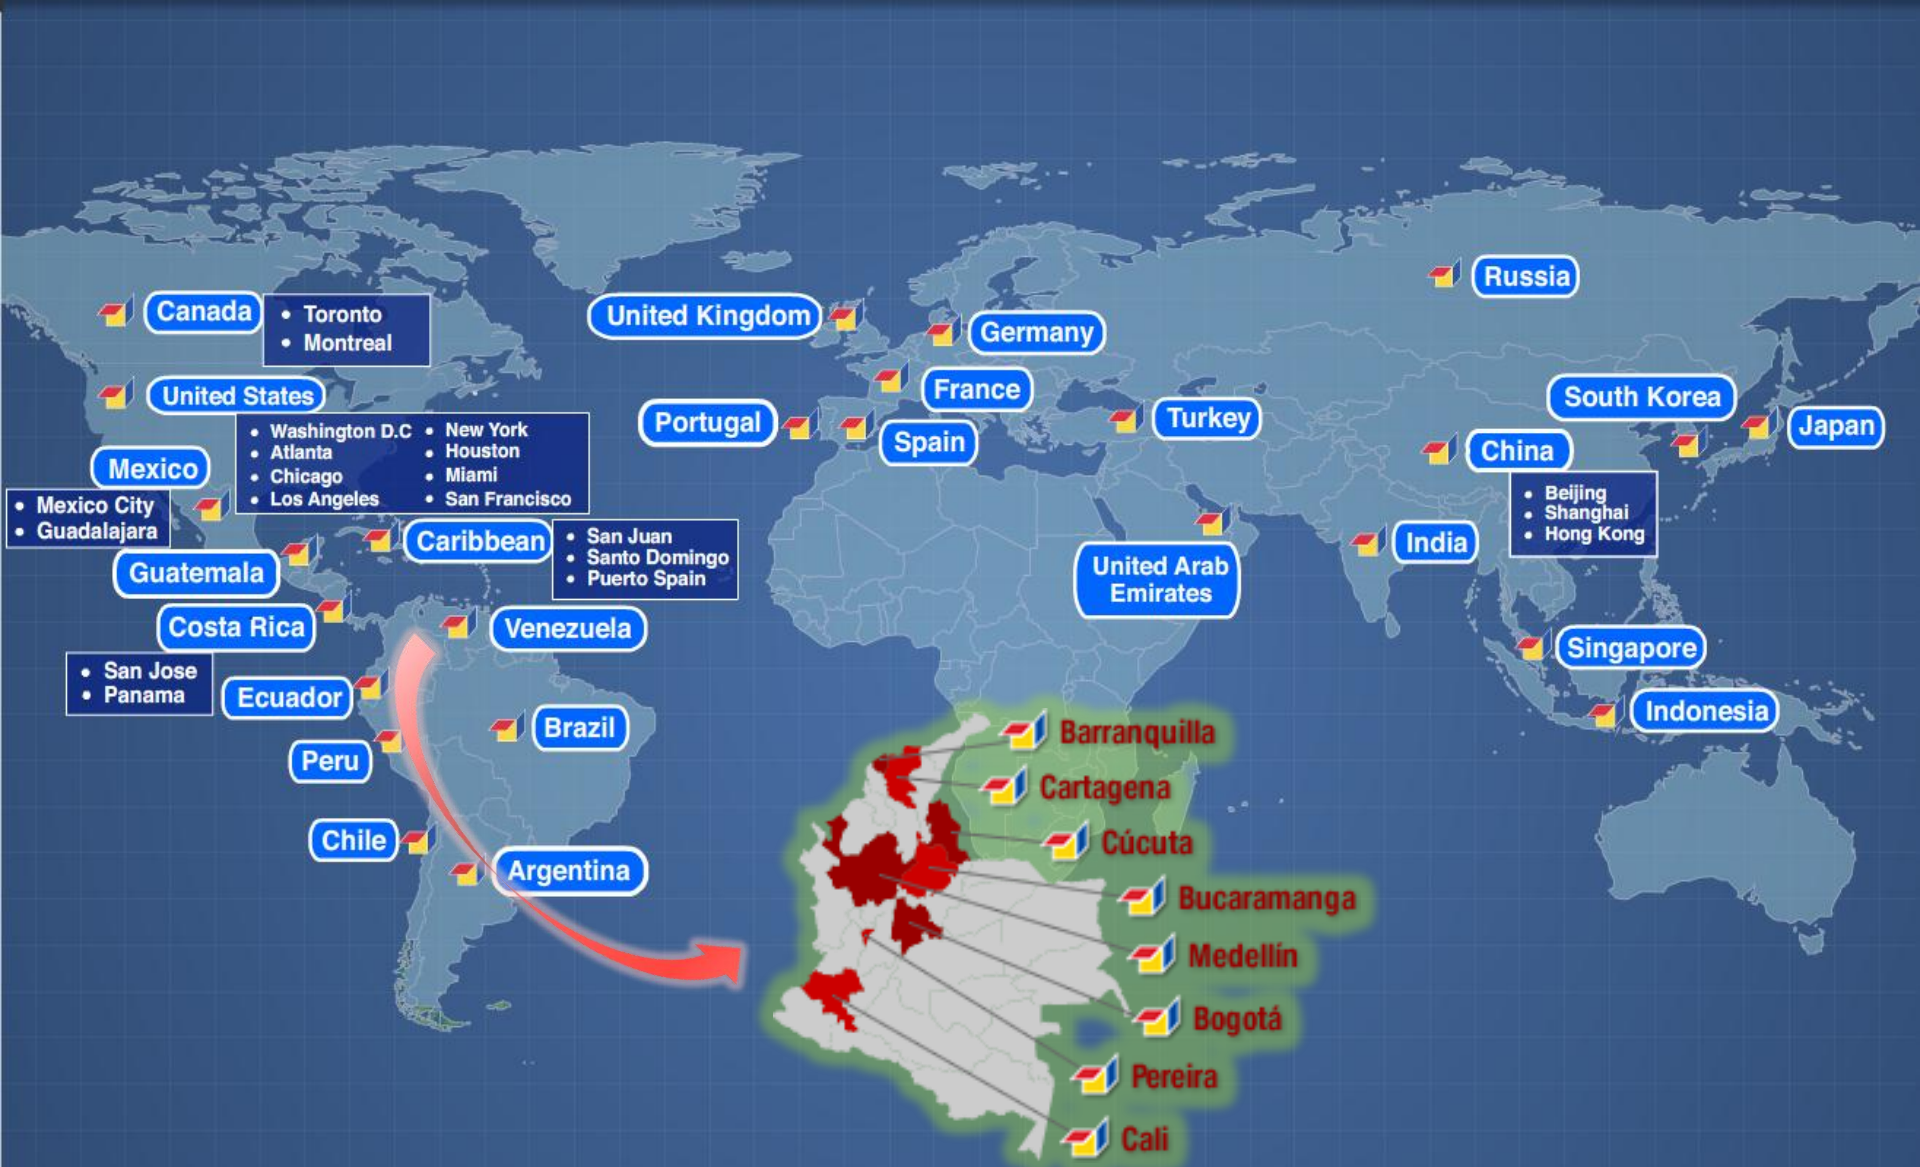 Canada
• Toronto
• Montreal
United States
• Washington D.C
• Atlanta
• Chicago
• Los Angeles
• New York
• Houston
• Miami
• San Francisco
Mexico
• Mexico City
• Guadalajara
Guatemala
Caribbean
• San Juan
• Santo Domingo
• Puerto Spain
Costa Rica
• San Jose
• Panama
Venezuela
Ecuador
Brazil
Peru
Chile
Argentina
United Kingdom
Germany
France
Portugal
Spain
Turkey
United Arab
Emirates
Russia
South Korea
Japan
China
• Beijing
• Shanghai
• Hong Kong
India
Singapore
Indonesia
Barranquilla
Cartagena
Cúcuta
Bucaramanga
Medellín
Bogotá
Pereira
Cali